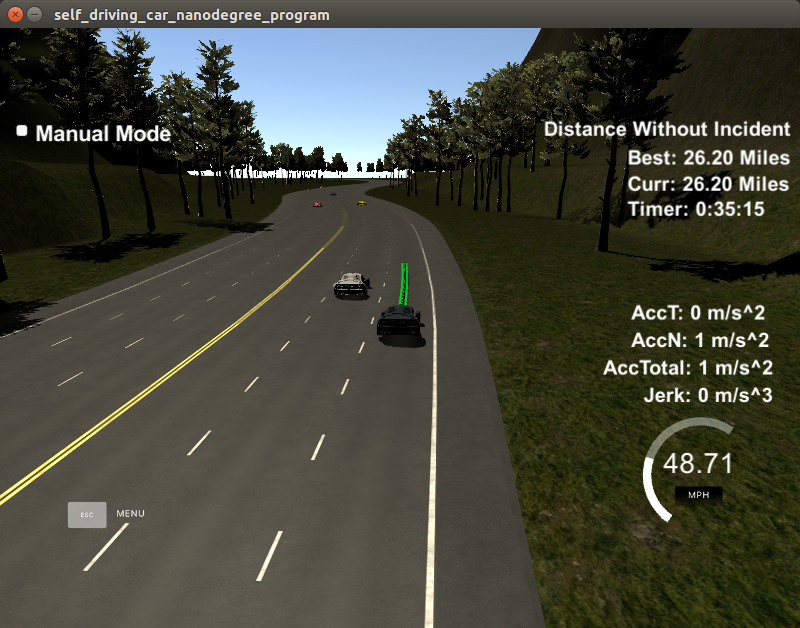 self_driving_car_nanodegree_program
Manual Mode
Distance Without Incident
Best: 26.20 Miles
Curr: 26.20 Miles
Timer: 0:35:15
AccT: 0 m/s^2
AccN: 1 m/s^2
AccTotal: 1 m/s^2
Jerk: 0 m/s^3
48.71
MPH
ESC MENU